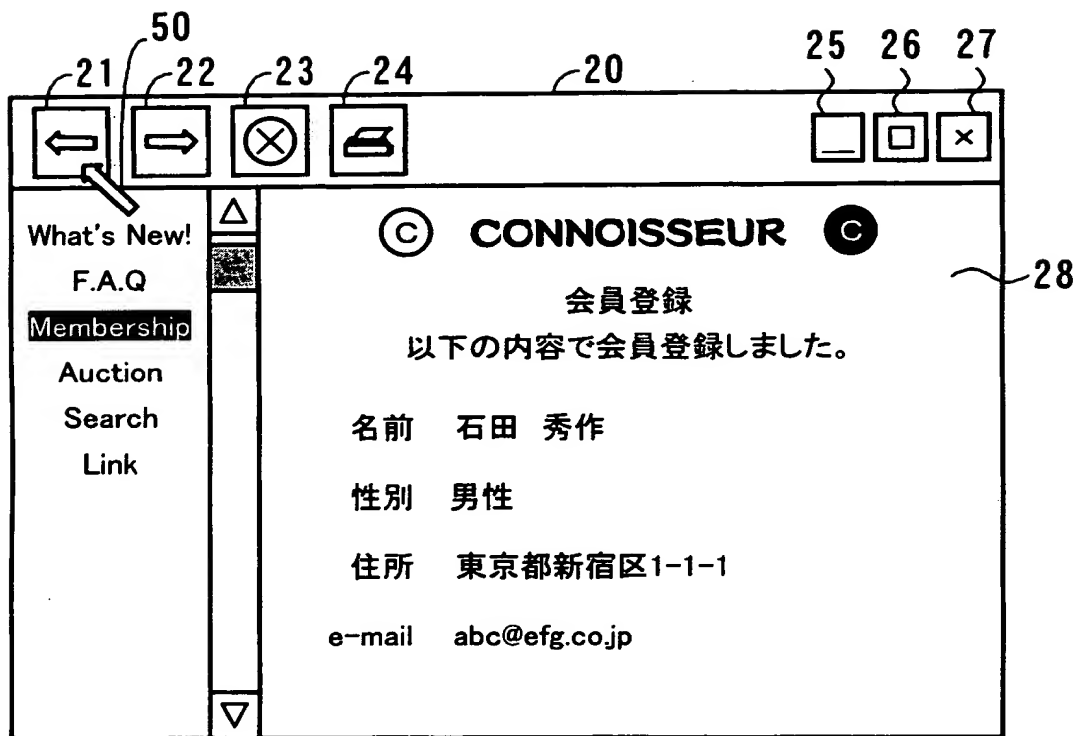 50
21 22 23 24 20 25 26 27
What's New!
F.A.Q
Membership
Auction
Search
Link
© CONNOISSEUR ©
28
会員登録
以下の内容で会員登録しました。
名前 石田 秀作
性別 男性
住所 東京都新宿区1-1-1
e-mail abc@efg.co.jp